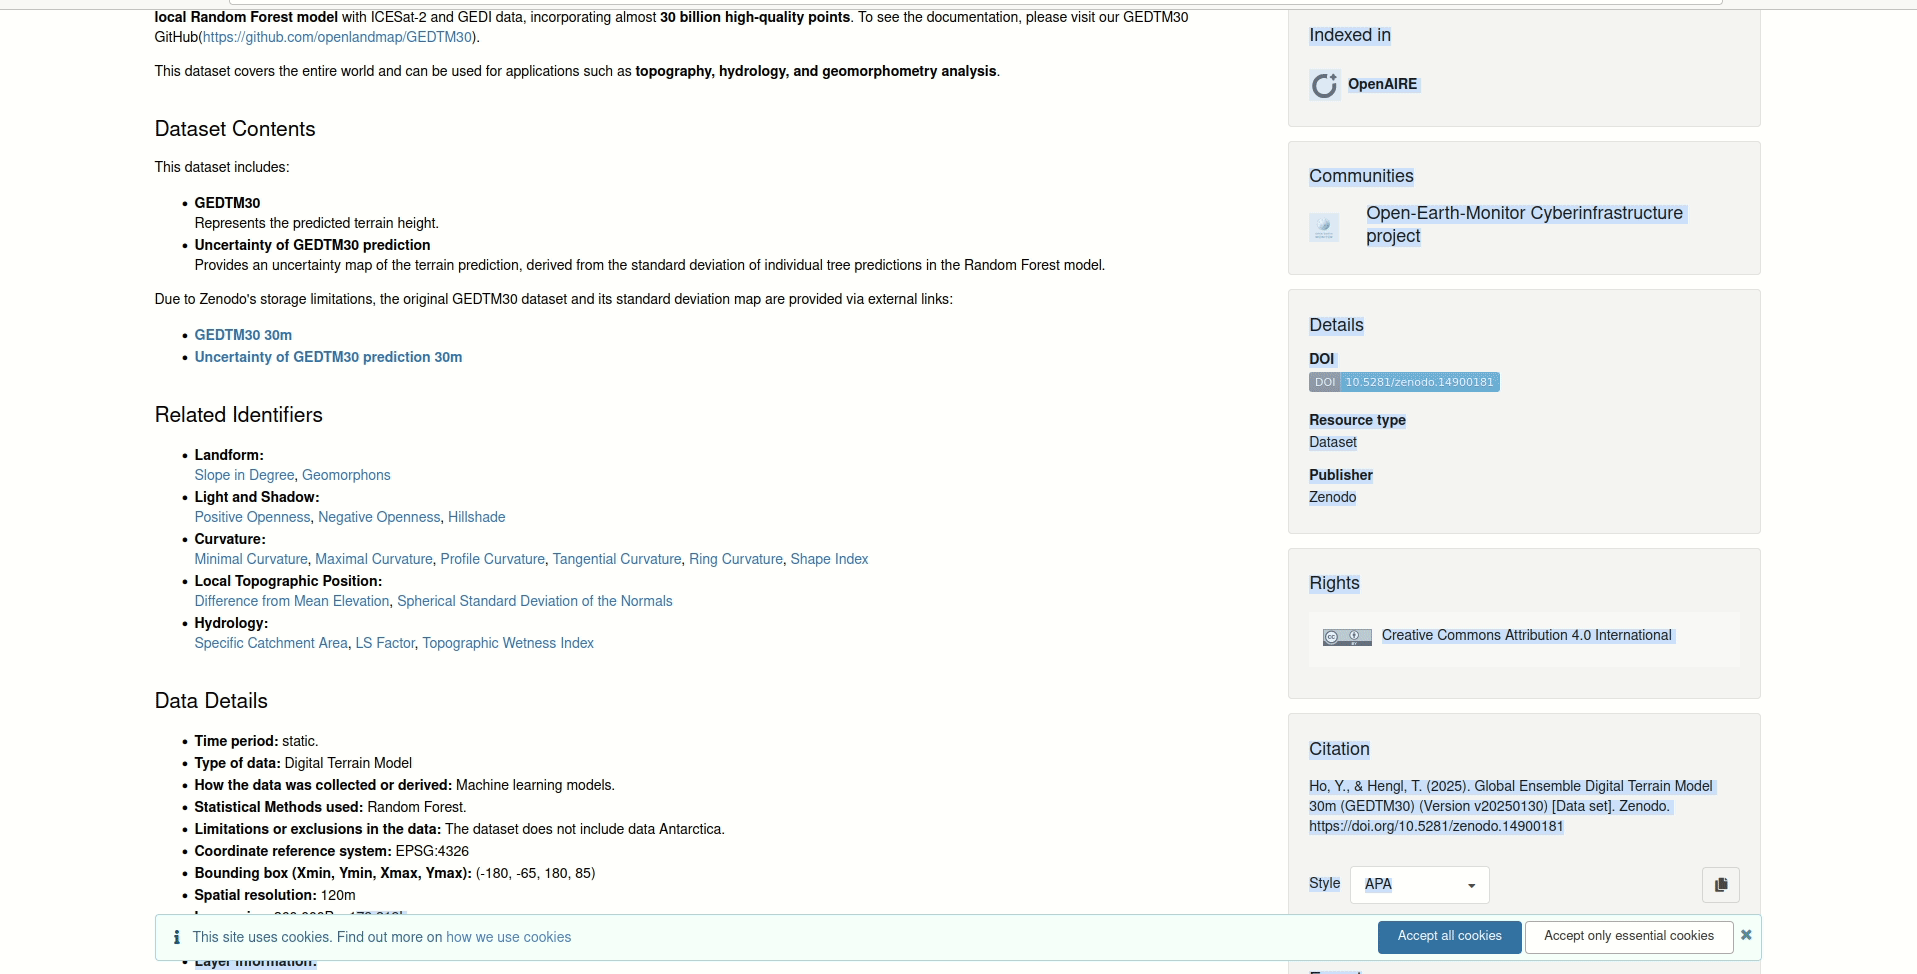 local Random Forest model with ICESat-2 and GEDI data, incorporating almost 30 billion high-quality points. To see the documentation, please visit our GEDTM30
GitHub(https://github.com/openlandmap/GEDTM30).
This dataset covers the entire world and can be used for applications such as topography, hydrology, and geomorphometry analysis.
Dataset Contents
This dataset includes:
GEDTM30
Represents the predicted terrain height.
Uncertainty of GEDTM30 prediction
Provides an uncertainty map of the terrain prediction, derived from the standard deviation of individual tree predictions in the Random Forest model.
Due to Zenodo's storage limitations, the original GEDTM30 dataset and its standard deviation map are provided via external links:
GEDTM30 30m
Uncertainty of GEDTM30 prediction 30m
Related Identifiers
Landform:
Slope in Degree, Geomorphons
Light and Shadow:
Positive Openness, Negative Openness, Hillshade
Curvature:
Minimal Curvature, Maximal Curvature, Profile Curvature, Tangential Curvature, Ring Curvature, Shape Index
Local Topographic Position:
Difference from Mean Elevation, Spherical Standard Deviation of the Normals
Hydrology:
Specific Catchment Area, LS Factor, Topographic Wetness Index
Data Details
Time period: static.
Type of data: Digital Terrain Model
How the data was collected or derived: Machine learning models.
Statistical Methods used: Random Forest.
Limitations or exclusions in the data: The dataset does not include data Antarctica.
Coordinate reference system: EPSG:4326
Bounding box (Xmin, Ymin, Xmax, Ymax): (-180, -65, 180, 85)
Spatial resolution: 120m
Layer information:
Indexed in
OpenAIRE
Communities
Open-Earth-Monitor Cyberinfrastructure
project
Details
DOI
DOI 10.5281/zenodo.14900181
Resource type
Dataset
Publisher
Zenodo
Rights
Creative Commons Attribution 4.0 International
Citation
Ho, Y., & Hengl, T. (2025). Global Ensemble Digital Terrain Model
30m (GEDTM30) (Version v20250130) [Data set]. Zenodo.
https://doi.org/10.5281/zenodo.14900181
Style APA
This site uses cookies. Find out more on how we use cookies
Accept all cookies
Accept only essential cookies